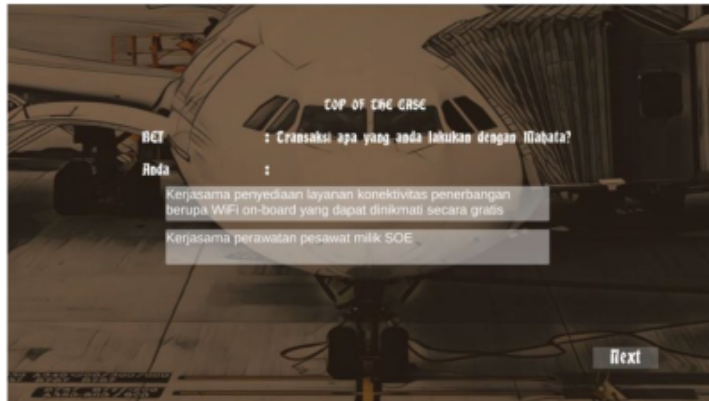 TOP OF THE CASE
BEI : Transaksi apa yang anda lakukan dengan Mahata?
Anda :
Kerjasama penyediaan layanan konektivitas penerbangan
berupa WiFi on-board yang dapat dinikmati secara gratis
Kerjasama perawatan pesawat milik SOE
Next